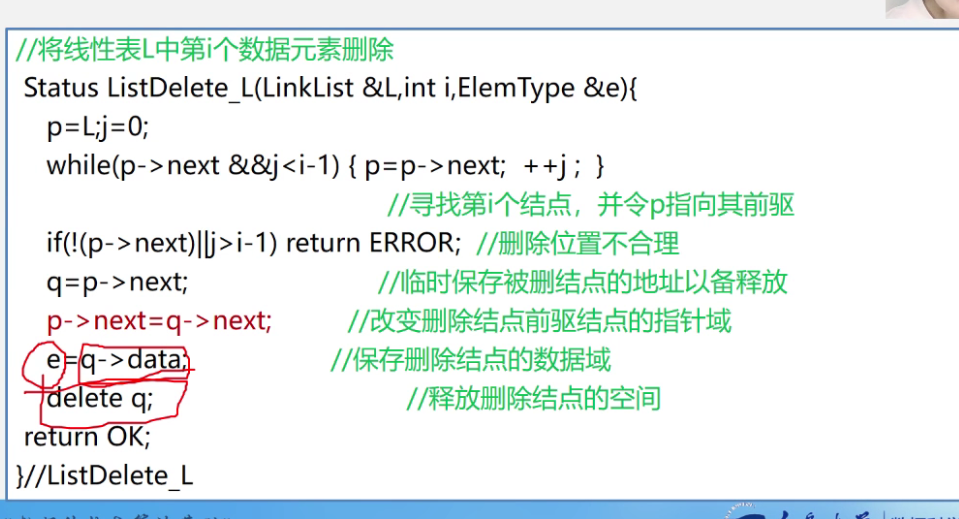 //将线性表L中第i个数据元素删除
Status ListDelete_L(LinkList &L,int i,ElemType &e){
p=L;j=0;
while(p->next &&j<i-1) { p=p->next; ++j ; }
//寻找第i个结点，并令p指向其前驱
if(!(p->next)||j>i-1) return ERROR; //删除位置不合理
q=p->next; //临时保存被删结点的地址以备释放
p->next=q->next; //改变删除结点前驱结点的指针域
e=q->data; //保存删除结点的数据域
delete q; //释放删除结点的空间
return OK;
}//ListDelete_L